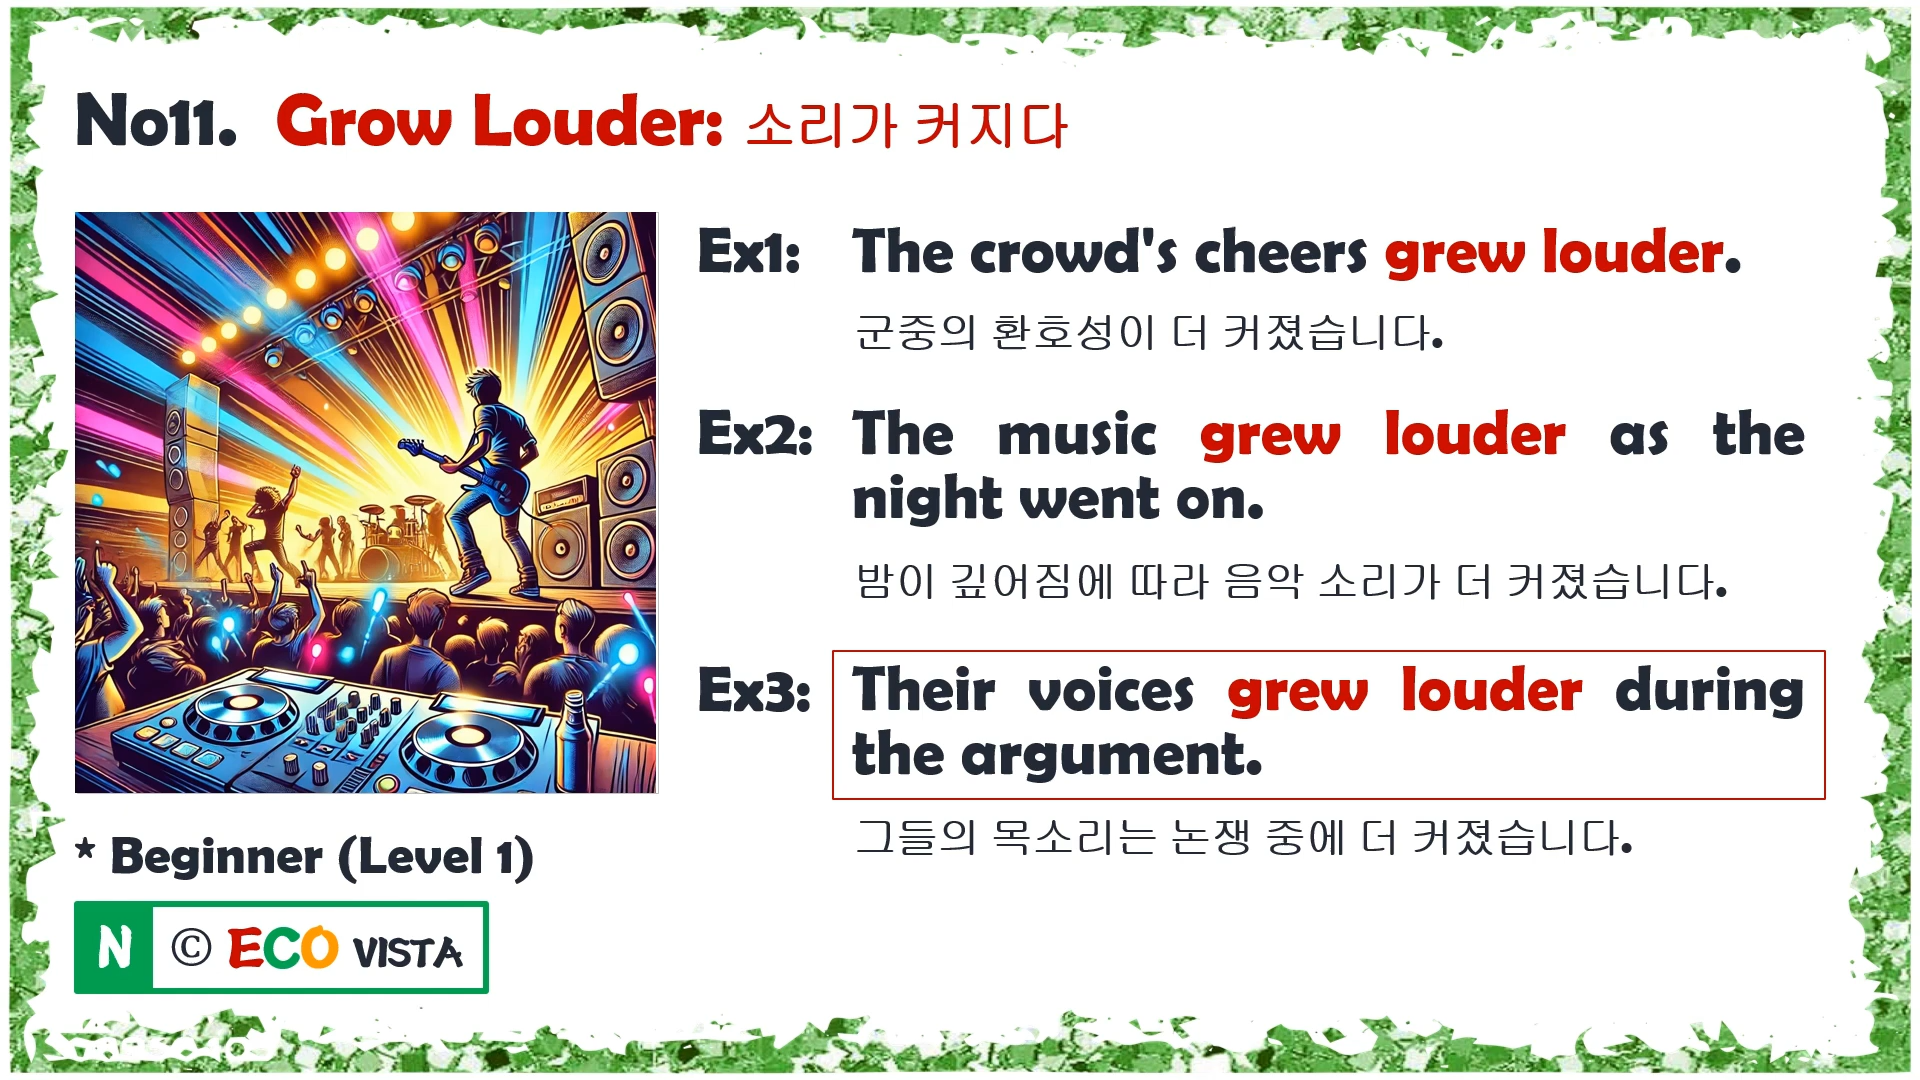 No11. Grow Louder: 소리가 커지다
Ex1: The crowd's cheers grew louder.
군중의 환호성이 더 커졌습니다.
Ex2: The music grew louder as the
night went on.
밤이 깊어짐에 따라 음악 소리가 더 커졌습니다.
Ex3: Their voices grew louder during
the argument.
그들의 목소리는 논쟁 중에 더 커졌습니다.
* Beginner (Level 1)
N © ECO VISTA